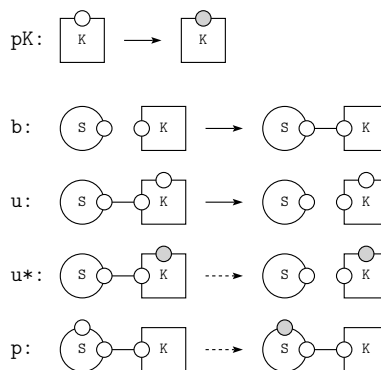 pK: K K
b: S K S K
u: S K S K
u*: S K S K
p: S K S K